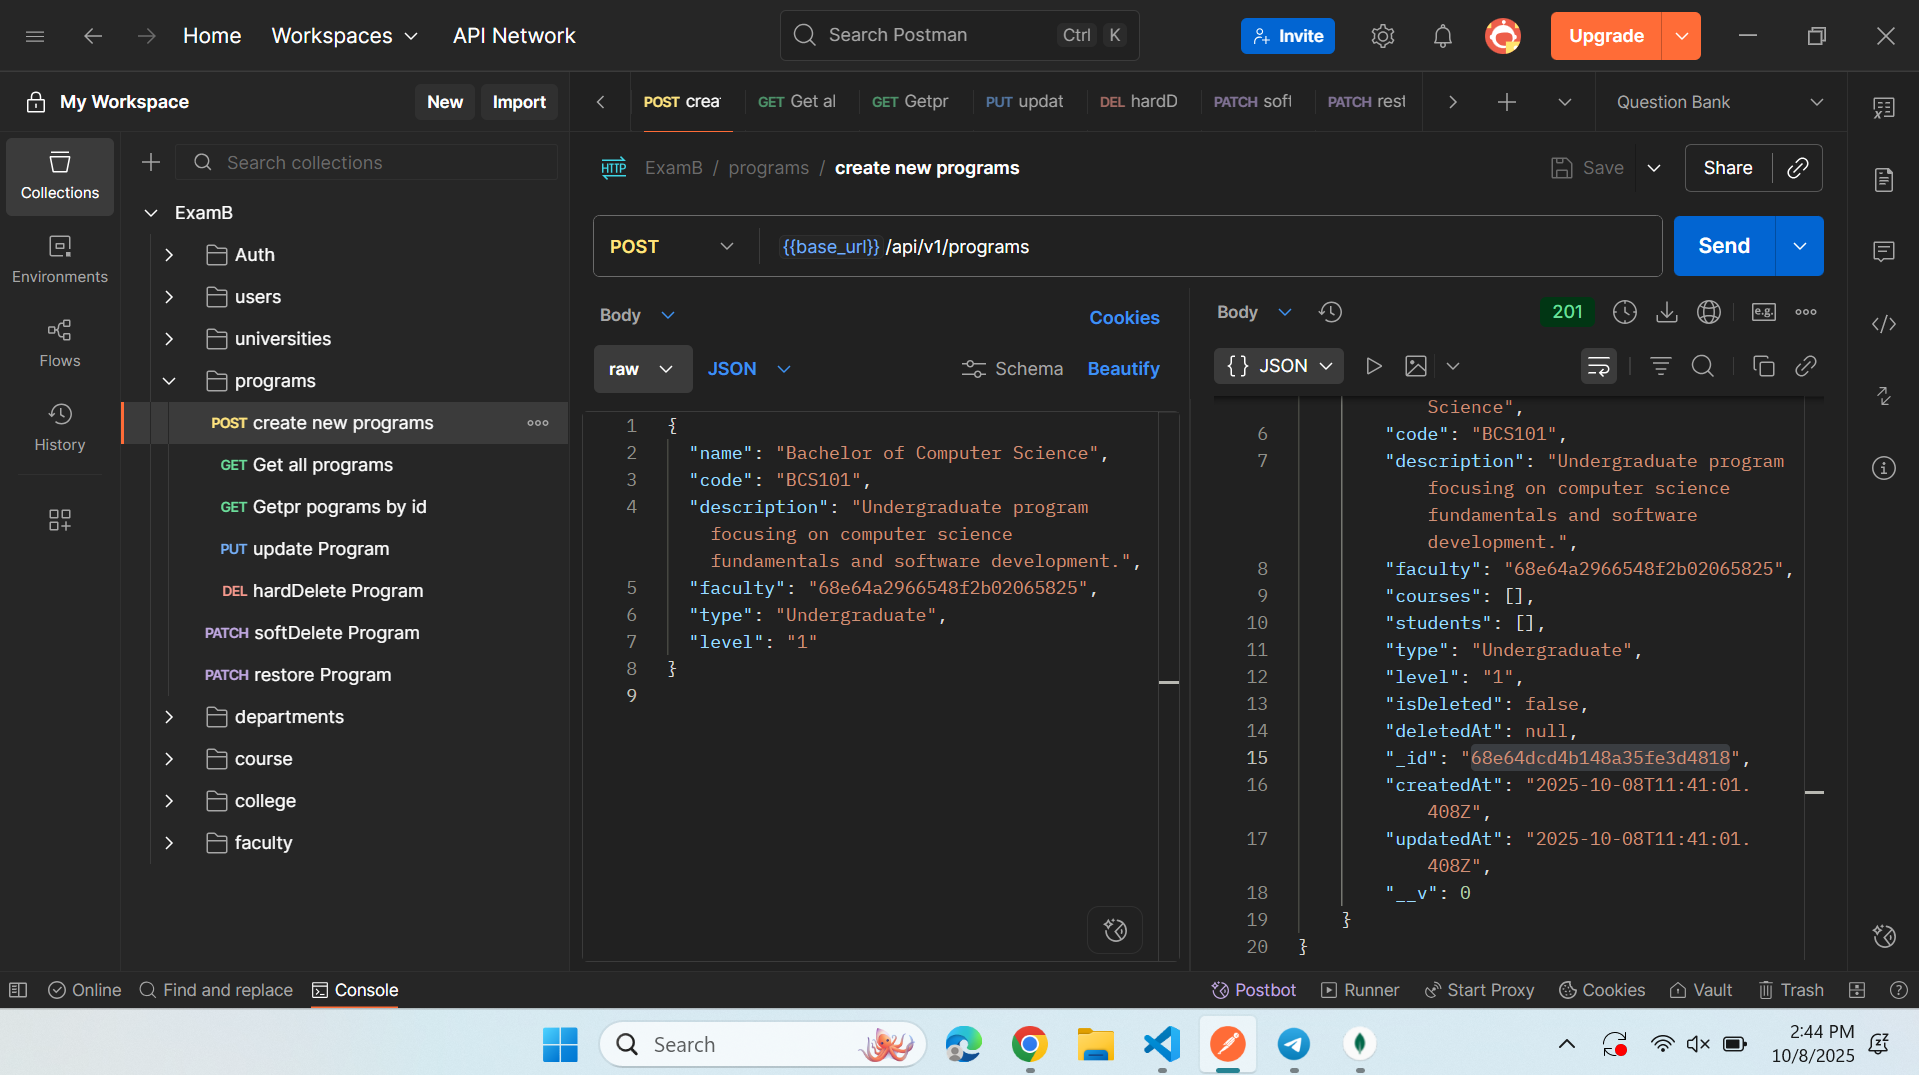 Home
Workspaces
API Network
Search Postman
Ctrl K
Invite
Upgrade
My Workspace
New
Import
POST crea
GET Get al
GET Getpr
PUT updat
DEL hardD
PATCH soft
PATCH rest
Question Bank
Collections
Environments
Flows
History
Search collections
ExamB
Auth
users
universities
programs
POST create new programs
GET Get all programs
GET Getpr pograms by id
PUT update Program
DEL hardDelete Program
PATCH softDelete Program
PATCH restore Program
departments
course
college
faculty
HTTP ExamB / programs / create new programs
Save
Share
POST
{{base_url}} /api/v1/programs
Send
Body
Cookies
raw
JSON
Schema
Beautify
1 {
2 "name": "Bachelor of Computer Science",
3 "code": "BCS101",
4 "description": "Undergraduate program
focusing on computer science
fundamentals and software development.",
5 "faculty": "68e64a2966548f2b02065825",
6 "type": "Undergraduate",
7 "level": "1"
8 }
9
Body
201
e.g.
{} JSON
Science",
6 "code": "BCS101",
7 "description": "Undergraduate program
focusing on computer science
fundamentals and software
development.",
8 "faculty": "68e64a2966548f2b02065825",
9 "courses": [],
10 "students": [],
11 "type": "Undergraduate",
12 "level": "1",
13 "isDeleted": false,
14 "deletedAt": null,
15 "_id": "68e64dcd4b148a35fe3d4818",
16 "createdAt": "2025-10-08T11:41:01.
408Z",
17 "updatedAt": "2025-10-08T11:41:01.
408Z",
18 "__v": 0
19 }
20 }
Online
Find and replace
Console
Postbot
Runner
Start Proxy
Cookies
Vault
Trash
Search
2:44 PM
10/8/2025